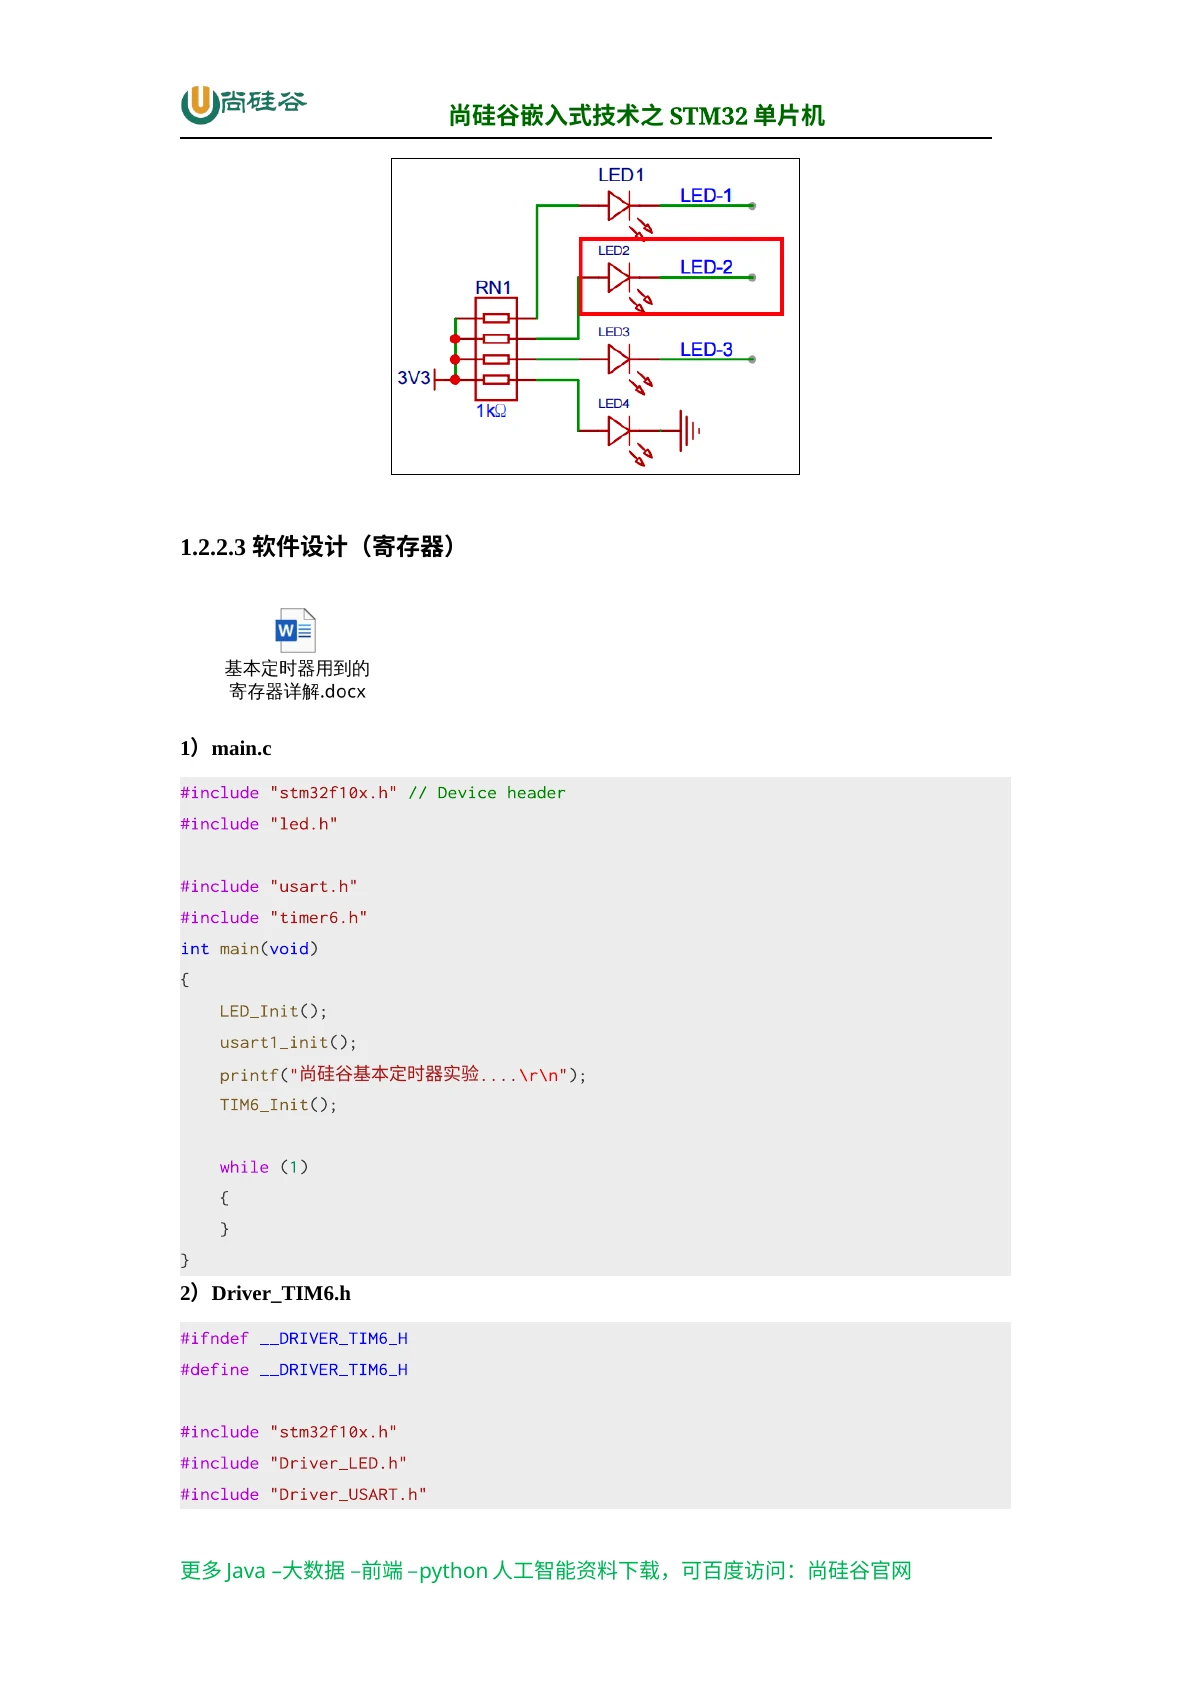 尚硅谷
尚硅谷嵌入式技术之 STM32 单片机
LED1
LED-1
LED2
LED-2
RN1
LED3
LED-3
3V3
LED4
1kΩ
1.2.2.3 软件设计（寄存器）
W
基本定时器用到的
寄存器详解.docx
1）main.c
#include "stm32f10x.h" // Device header
#include "led.h"
#include "usart.h"
#include "timer6.h"
int main(void)
{
    LED_Init();
    usart1_init();
    printf("尚硅谷基本定时器实验....\r\n");
    TIM6_Init();
    while (1)
    {
    }
}
2）Driver_TIM6.h
#ifndef __DRIVER_TIM6_H
#define __DRIVER_TIM6_H
#include "stm32f10x.h"
#include "Driver_LED.h"
#include "Driver_USART.h"
更多 Java –大数据 –前端 –python 人工智能资料下载，可百度访问：尚硅谷官网